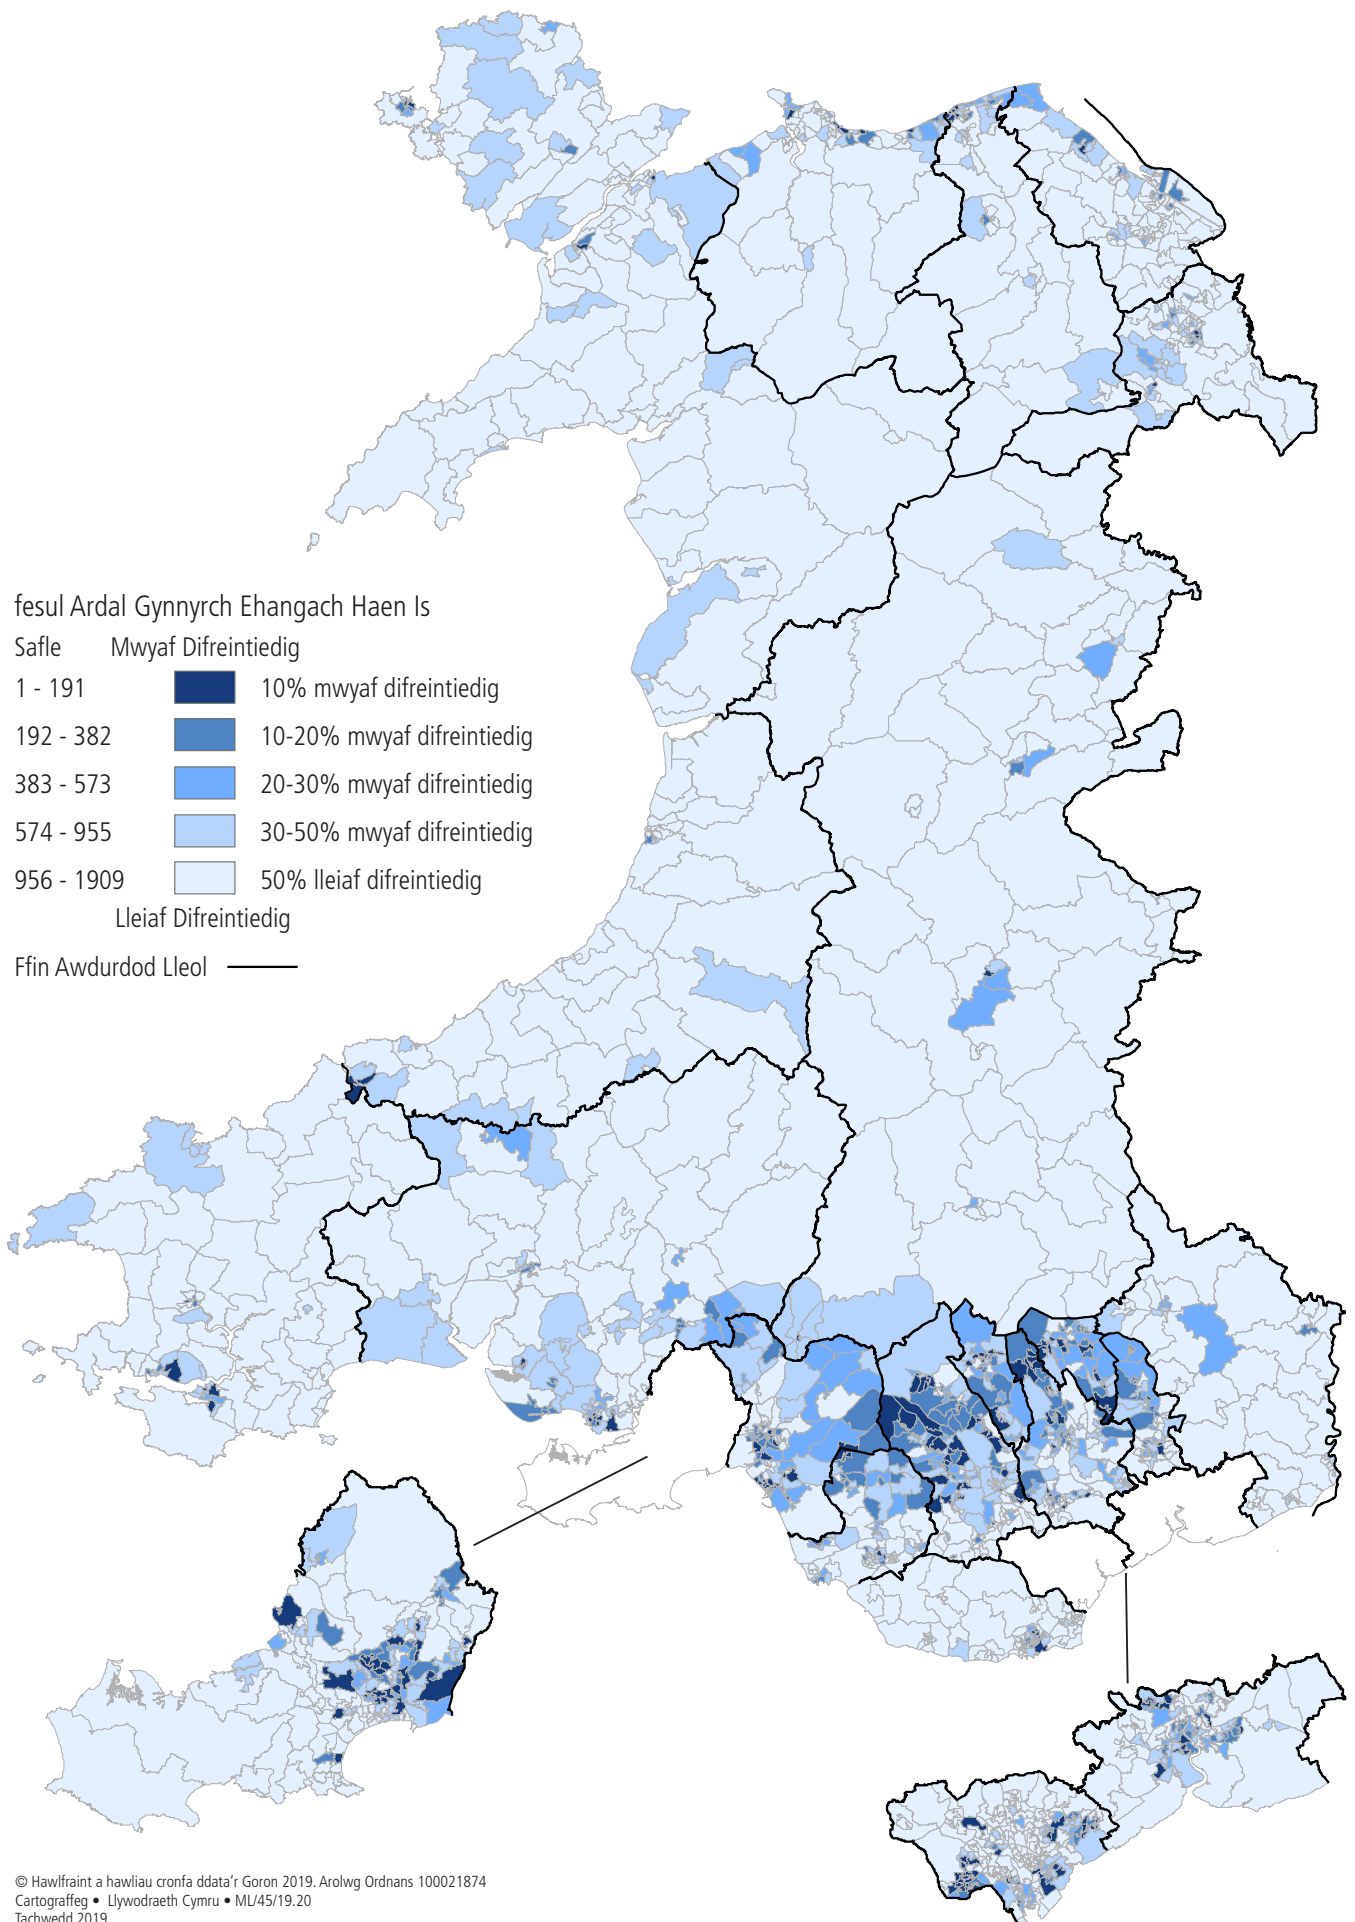 fesul Ardal Gynnyrch Ehangach Haen Is
Safle Mwyaf Difreintiedig
1 - 191 10% mwyaf difreintiedig
192 - 382 10-20% mwyaf difreintiedig
383 - 573 20-30% mwyaf difreintiedig
574 - 955 30-50% mwyaf difreintiedig
956 - 1909 50% lleiaf difreintiedig
Lleiaf Difreintiedig
Ffin Awdurdod Lleol
© Hawlfraint a hawliau cronfa ddata'r Goron 2019. Arolwg Ordnans 100021874
Cartograffeg • Llywodraeth Cymru • ML/45/19.20
Tachwedd 2019